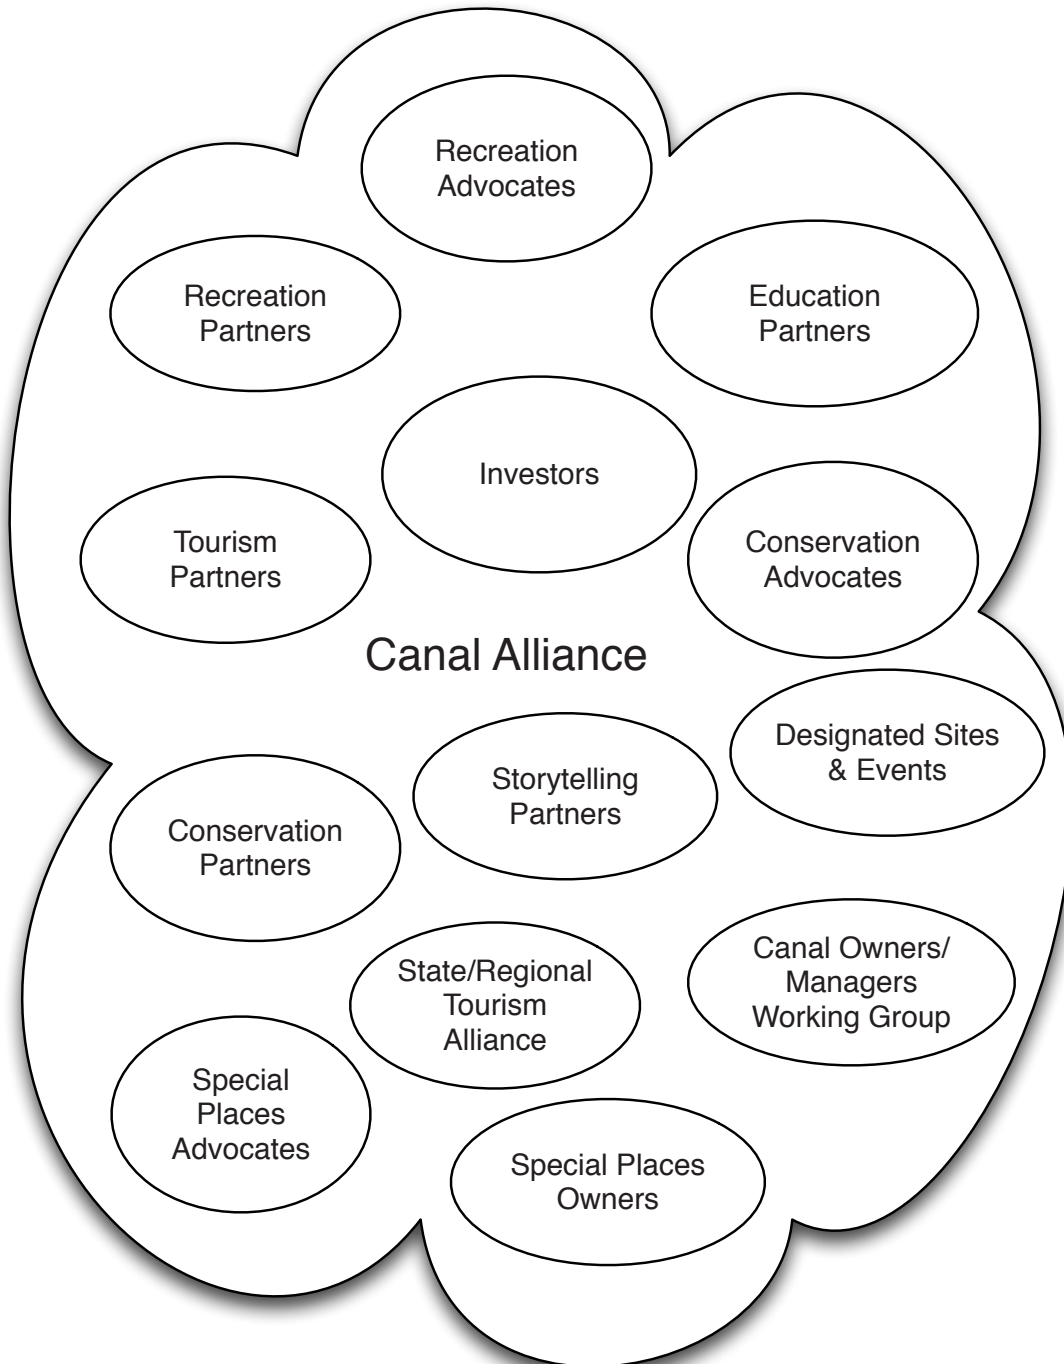 Recreation
Advocates
Recreation
Partners
Education
Partners
Investors
Tourism
Partners
Conservation
Advocates
Canal Alliance
Designated Sites
& Events
Storytelling
Partners
Conservation
Partners
State/Regional
Tourism
Alliance
Canal Owners/
Managers
Working Group
Special
Places
Advocates
Special Places
Owners